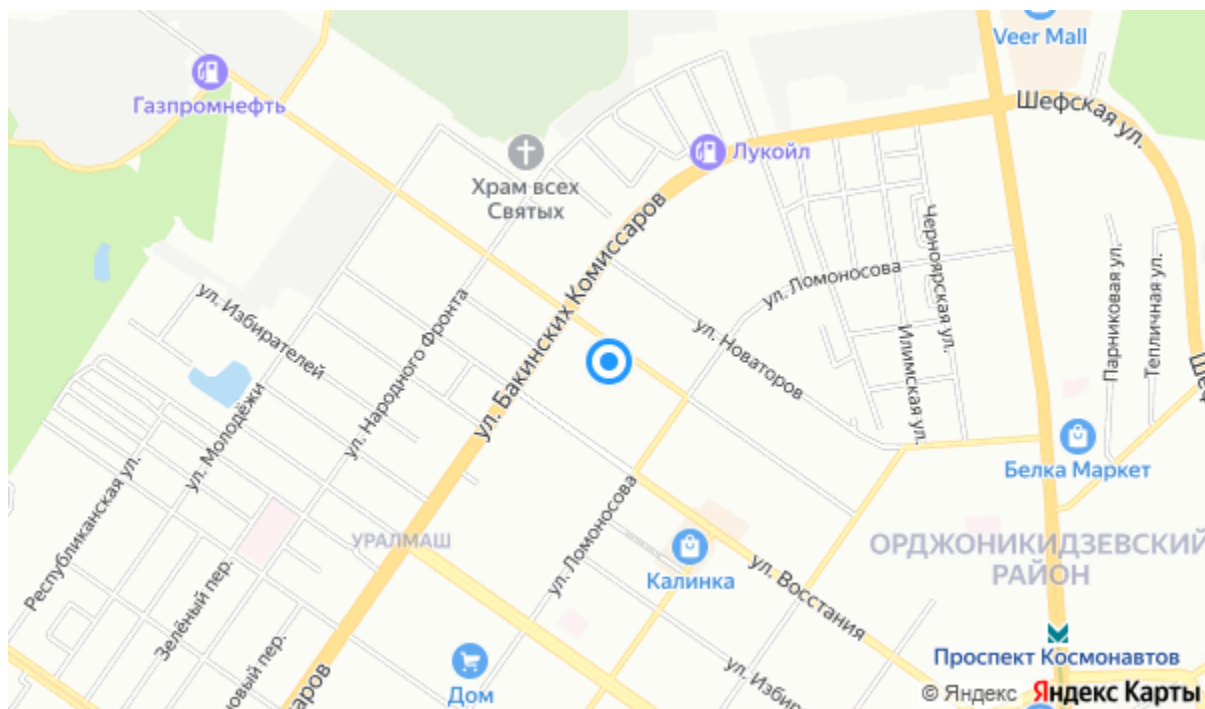 Veer Mall
Газпромнефть
Шефская ул.
Лукойл
Храм всех
Святых
ул. Бакинских Комиссаров
Черноярская ул.
ул. Ломоносова
Парниковая ул.
Тепличная ул.
ул. Избирателей
ул. Народного Фронта
ул. Новаторов
Илимская ул.
ул. Молодёжи
Белка Маркет
Республиканская ул.
ул. Ломоносова
УРАЛМАШ
ОРДЖОНИКИДЗЕВСКИЙ
РАЙОН
Калинка
ул. Восстания
Зелёный пер.
Проспект Космонавтов
Дом
© Яндекс Яндекс Карты